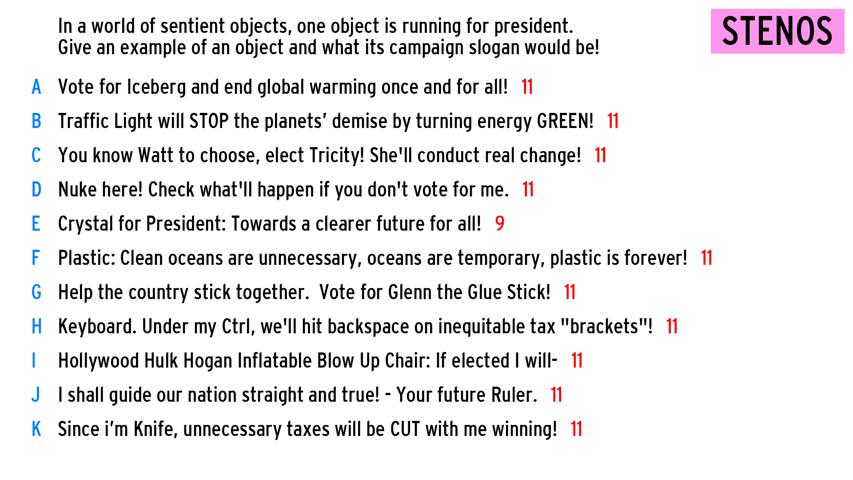 In a world of sentient objects, one object is running for president.
Give an example of an object and what its campaign slogan would be!
STENOS
A Vote for Iceberg and end global warming once and for all! 11
B Traffic Light will STOP the planets’ demise by turning energy GREEN! 11
C You know Watt to choose, elect Tricity! She'll conduct real change! 11
D Nuke here! Check what'll happen if you don't vote for me. 11
E Crystal for President: Towards a clearer future for all! 9
F Plastic: Clean oceans are unnecessary, oceans are temporary, plastic is forever! 11
G Help the country stick together.  Vote for Glenn the Glue Stick! 11
H Keyboard. Under my Ctrl, we'll hit backspace on inequitable tax "brackets"! 11
I Hollywood Hulk Hogan Inflatable Blow Up Chair: If elected I will- 11
J I shall guide our nation straight and true! - Your future Ruler. 11
K Since i’m Knife, unnecessary taxes will be CUT with me winning! 11